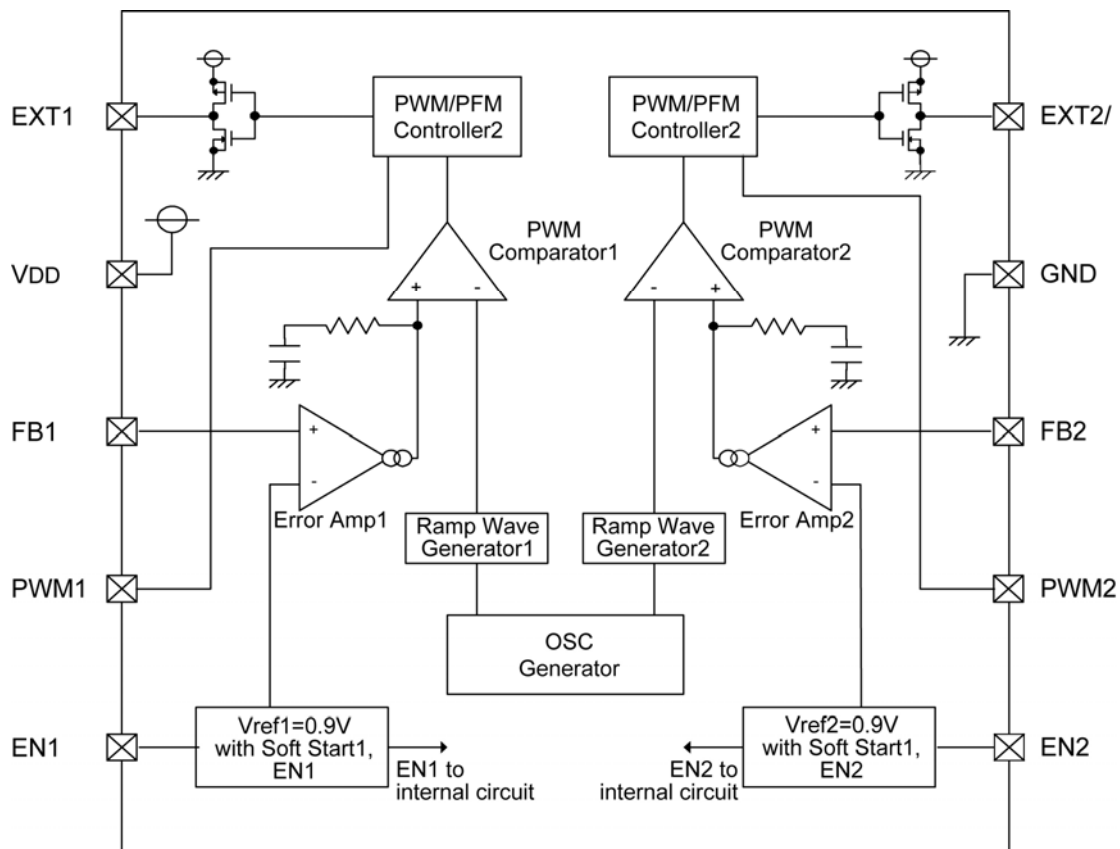 EXT1
PWM/PFM
Controller2
PWM/PFM
Controller2
EXT2/
VDD
PWM
Comparator1
PWM
Comparator2
GND
+
-
-
+
FB1
+
-
Error Amp1
+
-
Error Amp2
FB2
Ramp Wave
Generator1
Ramp Wave
Generator2
PWM1
PWM2
OSC
Generator
EN1
Vref1=0.9V
with Soft Start1,
EN1
EN1 to
internal circuit
EN2 to
internal circuit
Vref2=0.9V
with Soft Start1,
EN2
EN2